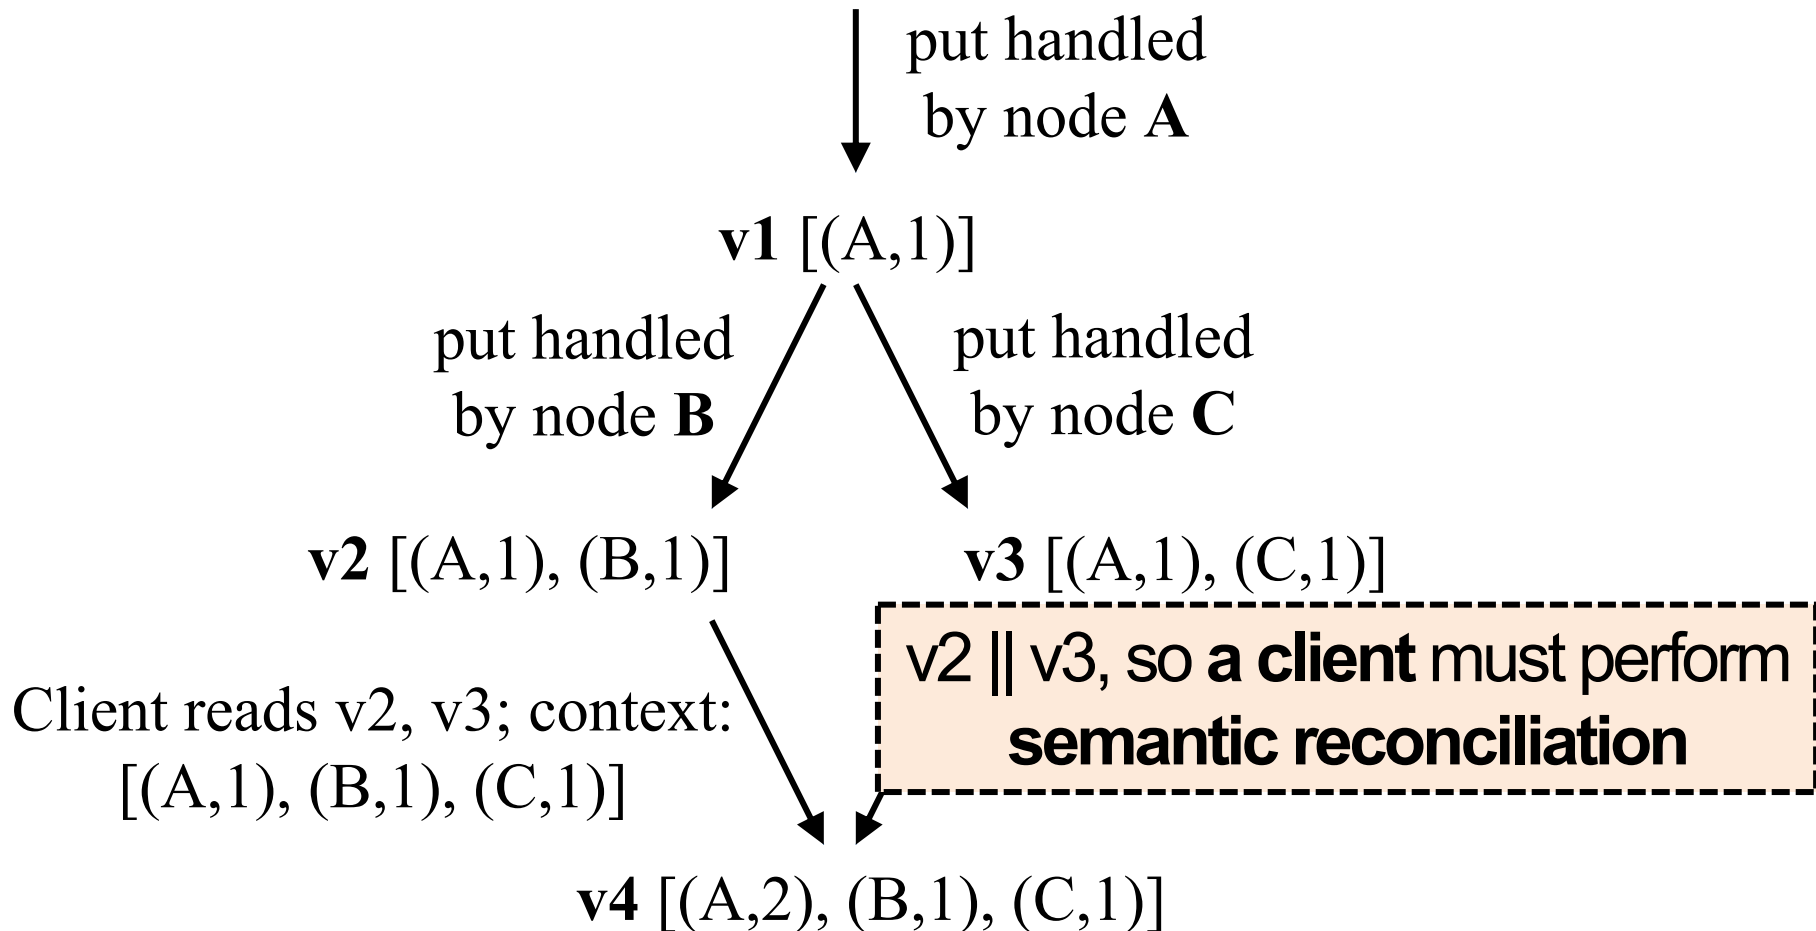 put handled
by node A
v1 [(A,1)]
put handled
by node B
put handled
by node C
v2 [(A,1), (B,1)]
v3 [(A,1), (C,1)]
v2 || v3, so a client must perform
semantic reconciliation
Client reads v2, v3; context:
[(A,1), (B,1), (C,1)]
v4 [(A,2), (B,1), (C,1)]